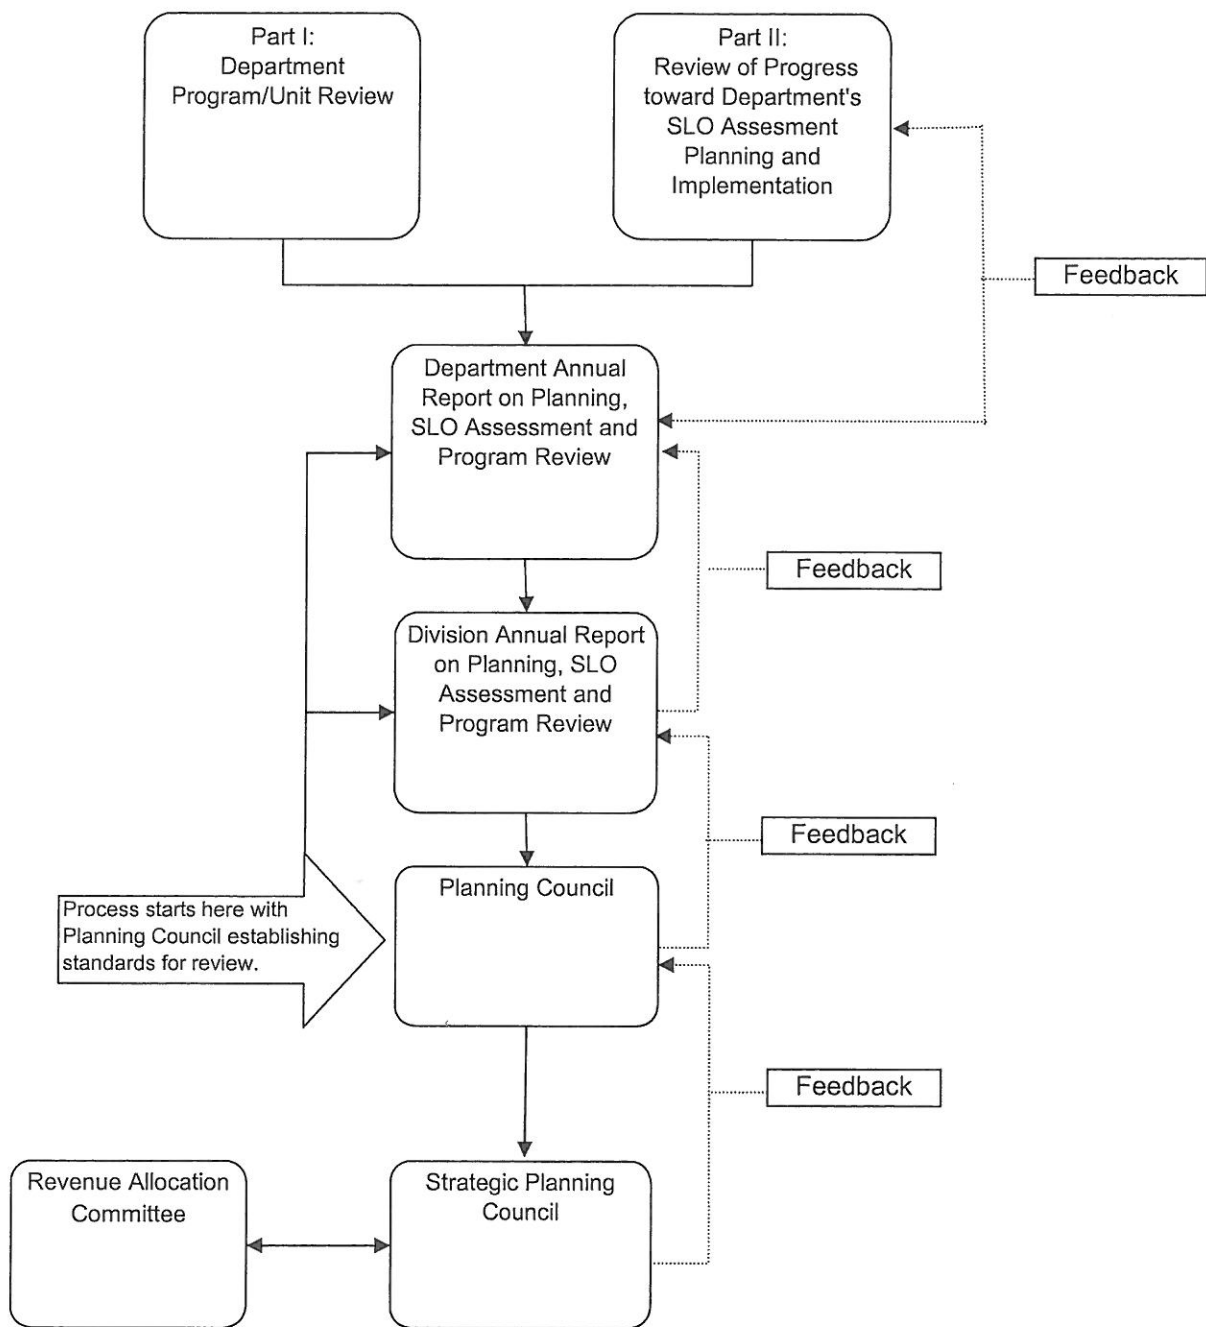 Part I:
Department
Program/Unit Review
Part II:
Review of Progress
toward Department's
SLO Assesment
Planning and
Implementation
Feedback
Department Annual
Report on Planning,
SLO Assessment and
Program Review
Feedback
Division Annual Report
on Planning, SLO
Assessment and
Program Review
Feedback
Planning Council
Process starts here with
Planning Council establishing
standards for review.
Feedback
Revenue Allocation
Committee
Strategic Planning
Council